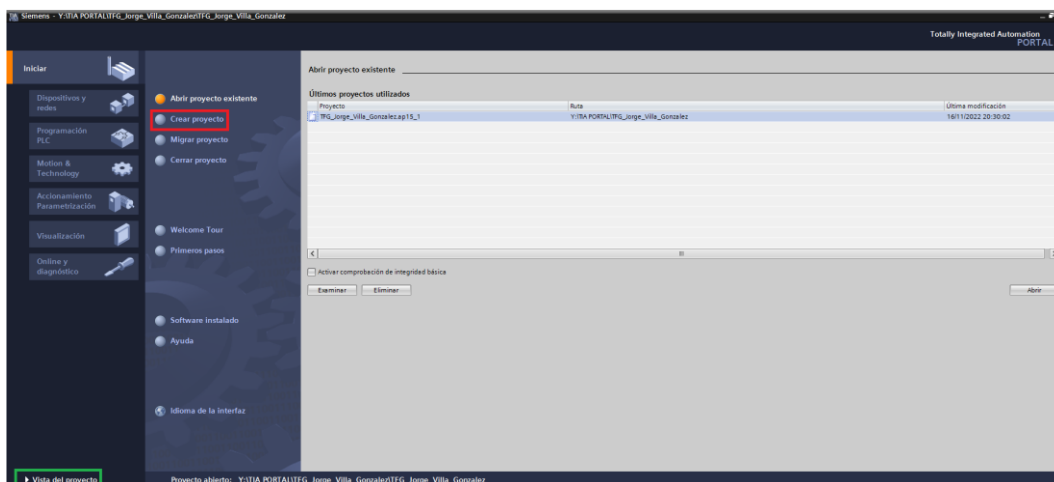 Siemens - Y:\TIA PORTAL\TFG_Jorge_Villa_Gonzalez\TFG_Jorge_Villa_Gonzalez
Totally Integrated Automation
PORTAL
Iniciar
Dispositivos y
redes
Programación
PLC
Motion &
Technology
Accionamiento
Parametrización
Visualización
Online y
diagnóstico
Vista del proyecto
Abrir proyecto existente
Crear proyecto
Migrar proyecto
Cerrar proyecto
Welcome Tour
Primeros pasos
Software instalado
Ayuda
Idioma de la interfaz
Abrir proyecto existente
Últimos proyectos utilizados
Proyecto Ruta Última modificación
TFG_Jorge_Villa_Gonzalez.ap15_1 Y:\TIA PORTAL\TFG_Jorge_Villa_Gonzalez 16/11/2022 20:30:02
Activar comprobación de integridad básica
Examinar Eliminar Abrir
Proyecto abierto: Y:\TIA PORTAL\TFG_Jorge_Villa_Gonzalez\TFG_Jorge_Villa_Gonzalez